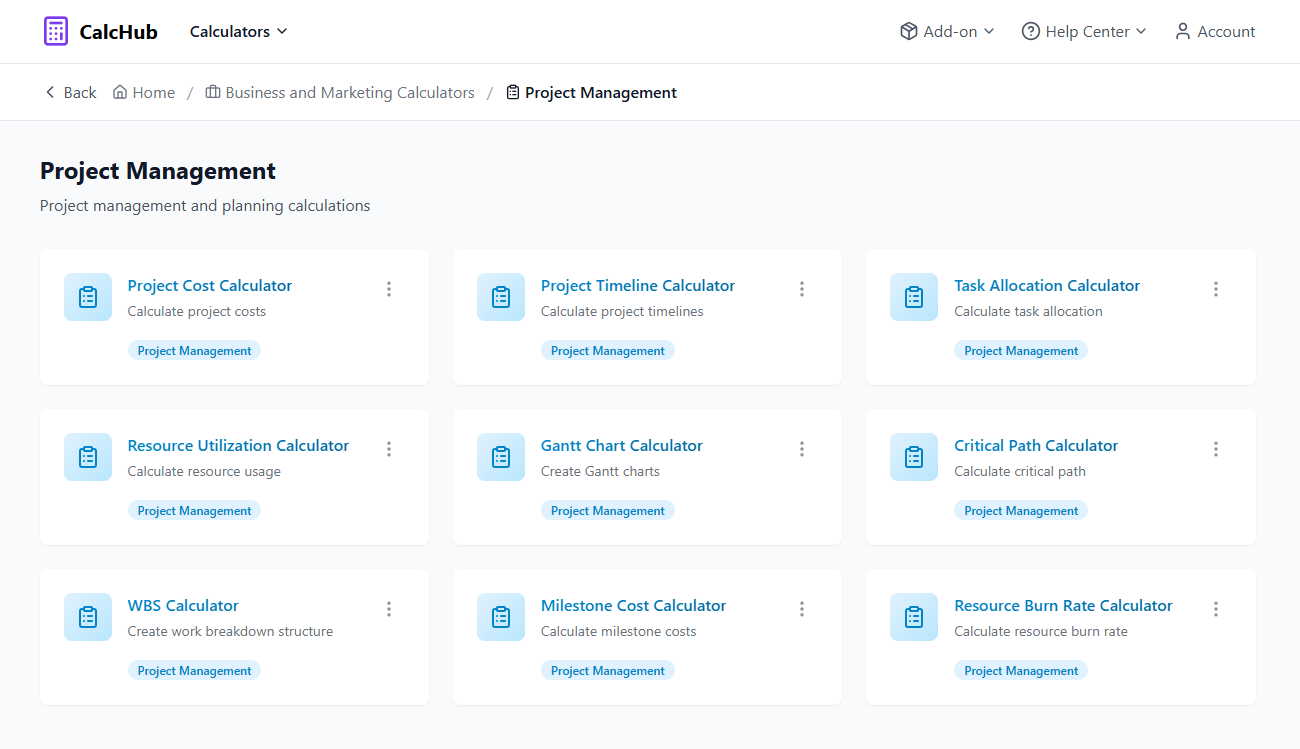 CalcHub Calculators Add-on Help Center Account
Back Home / Business and Marketing Calculators / Project Management
Project Management
Project management and planning calculations
Project Cost Calculator
Calculate project costs
Project Management
Project Timeline Calculator
Calculate project timelines
Project Management
Task Allocation Calculator
Calculate task allocation
Project Management
Resource Utilization Calculator
Calculate resource usage
Project Management
Gantt Chart Calculator
Create Gantt charts
Project Management
Critical Path Calculator
Calculate critical path
Project Management
WBS Calculator
Create work breakdown structure
Project Management
Milestone Cost Calculator
Calculate milestone costs
Project Management
Resource Burn Rate Calculator
Calculate resource burn rate
Project Management